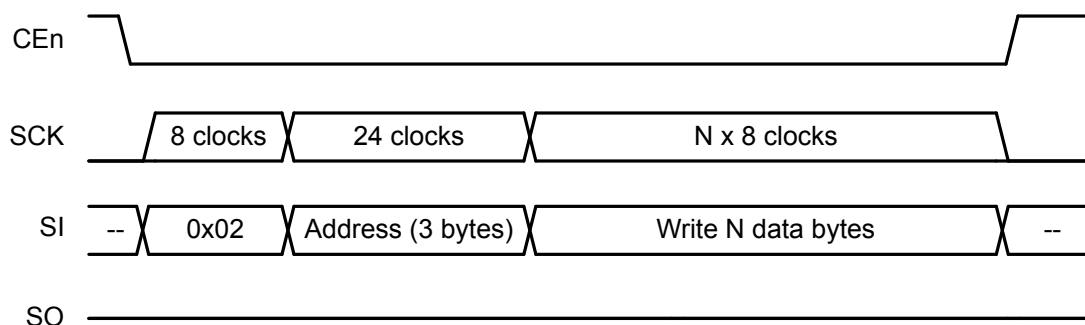 CEn
SCK 8 clocks 24 clocks N x 8 clocks
SI -- 0x02 Address (3 bytes) Write N data bytes --
SO